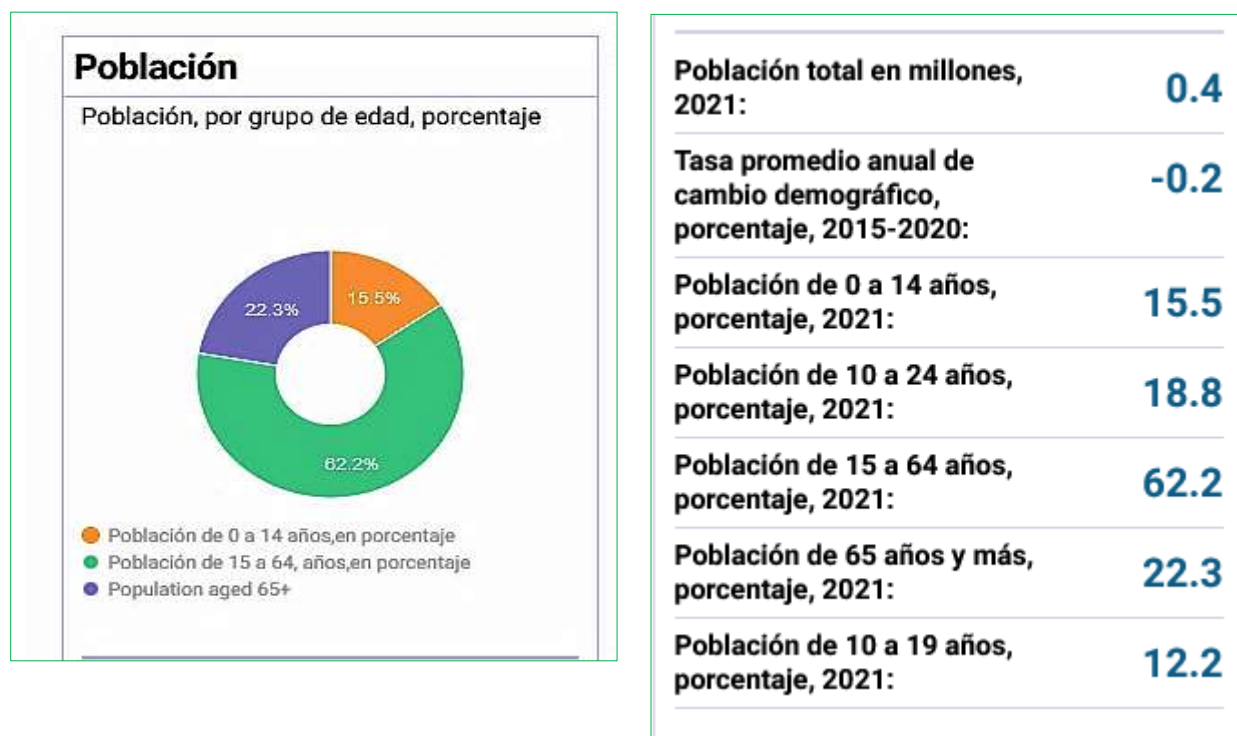 Población
Población, por grupo de edad, porcentaje
15.5%
22.3%
62.2%
Población de 0 a 14 años,en porcentaje
Población de 15 a 64, años,en porcentaje
Population aged 65+
Población total en millones,
2021:
0.4
Tasa promedio anual de
cambio demográfico,
porcentaje, 2015-2020:
-0.2
Población de 0 a 14 años,
porcentaje, 2021:
15.5
Población de 10 a 24 años,
porcentaje, 2021:
18.8
Población de 15 a 64 años,
porcentaje, 2021:
62.2
Población de 65 años y más,
porcentaje, 2021:
22.3
Población de 10 a 19 años,
porcentaje, 2021:
12.2